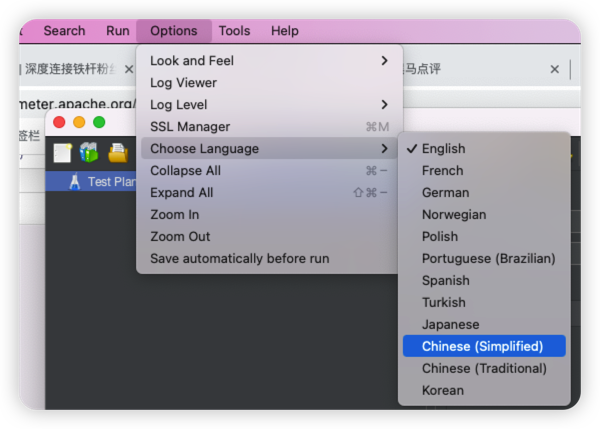 Search Run Options Tools Help
深度连接铁杆粉丝
马点评
meter.apache.org/
签栏
Look and Feel
Log Viewer
Log Level
SSL Manager ⌘M
Choose Language
Collapse All ⌘−
Expand All ⇧⌘−
Zoom In
Zoom Out
Save automatically before run
Test Plan
✓ English
French
German
Norwegian
Polish
Portuguese (Brazilian)
Spanish
Turkish
Japanese
Chinese (Simplified)
Chinese (Traditional)
Korean